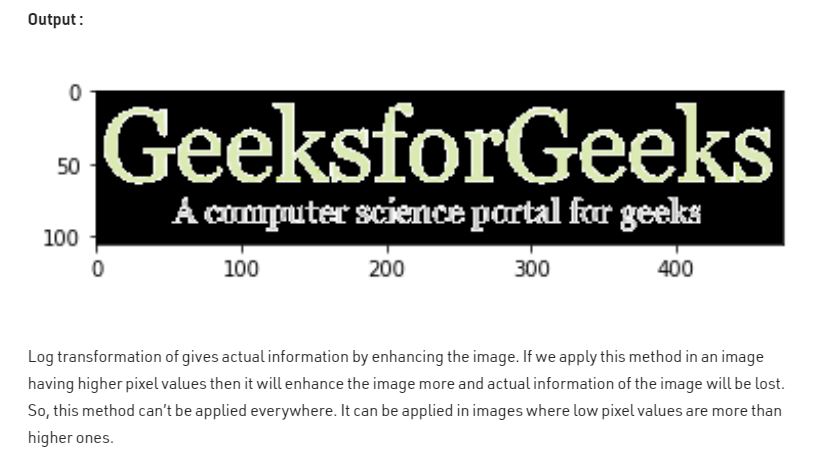 Output :
0
GeeksforGeeks
50
A computer science portal for geeks
100
0 100 200 300 400
Log transformation of gives actual information by enhancing the image. If we apply this method in an image
having higher pixel values then it will enhance the image more and actual information of the image will be lost.
So, this method can’t be applied everywhere. It can be applied in images where low pixel values are more than
higher ones.